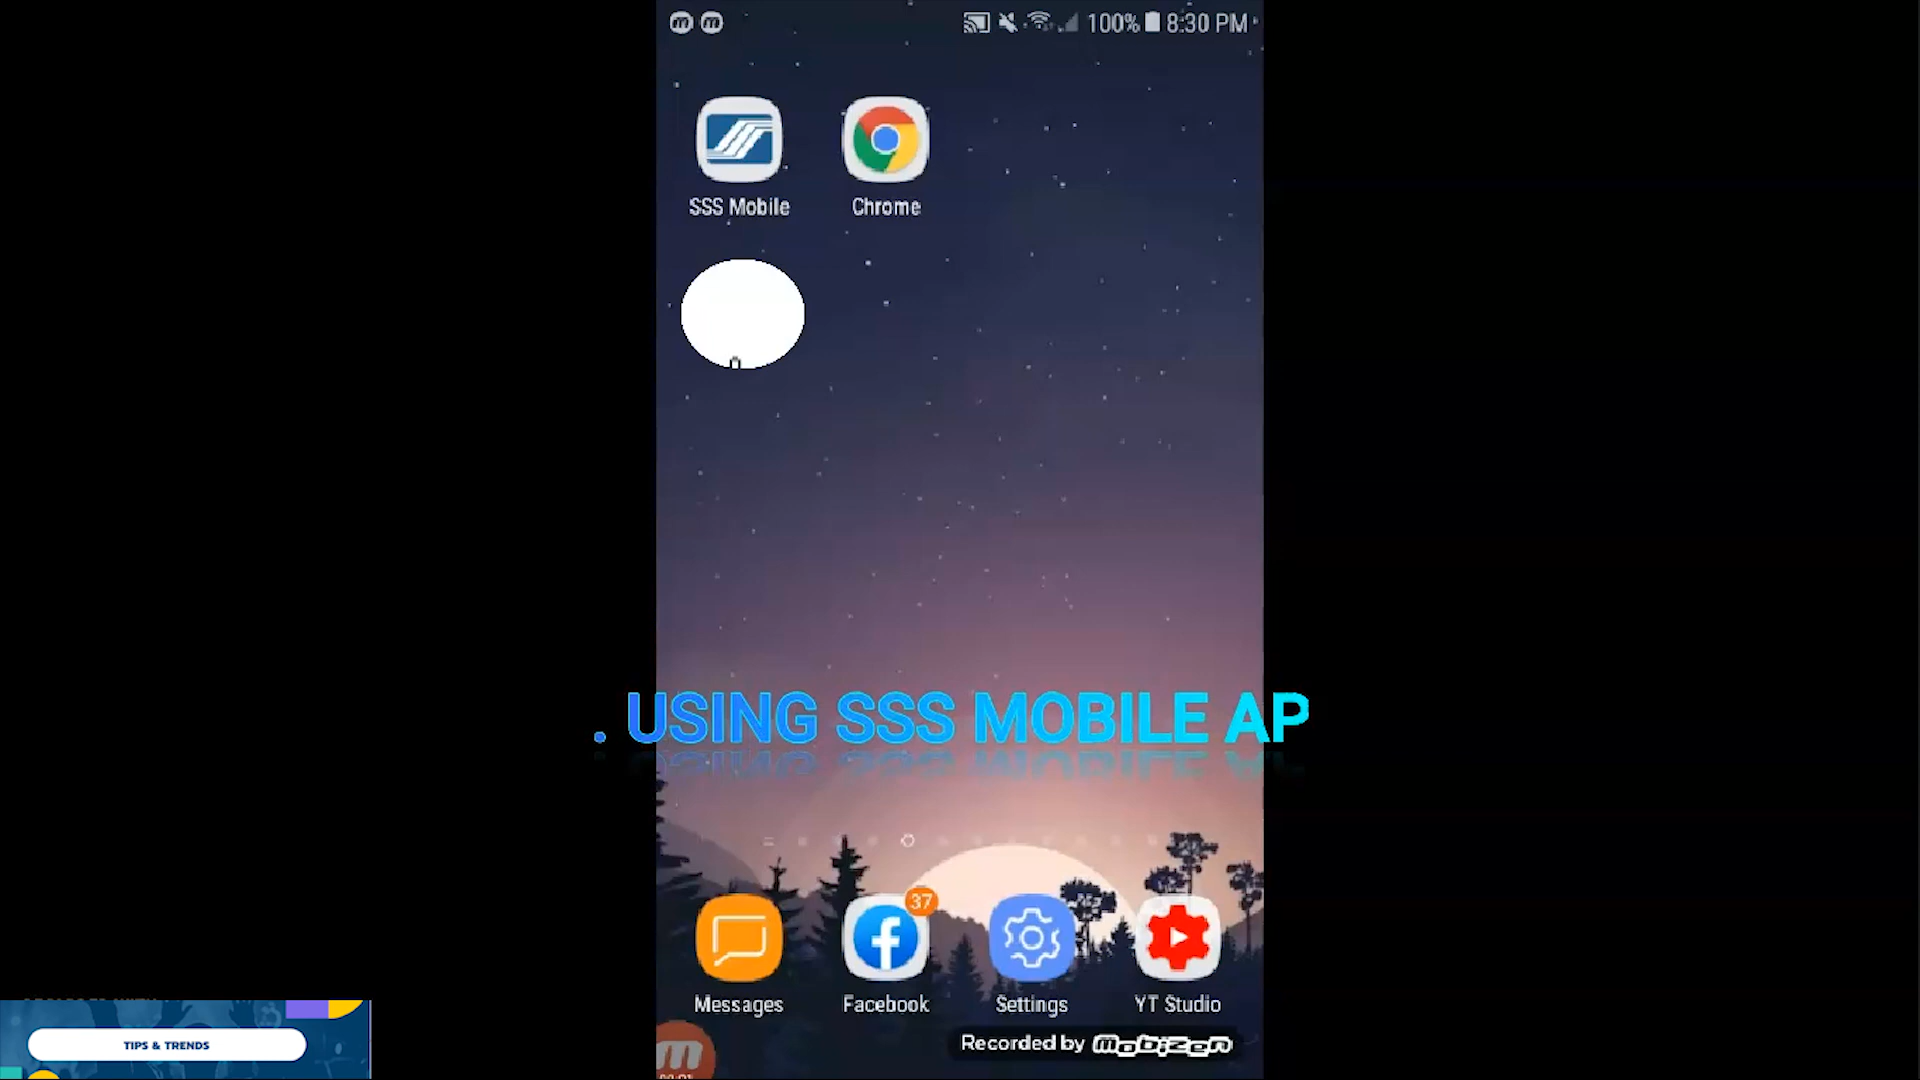 100% 8:30 PM
SSS Mobile
Chrome
. USING SSS MOBILE AP
37
Messages
Facebook
Settings
YT Studio
TIPS & TRENDS
Recorded by mobizen